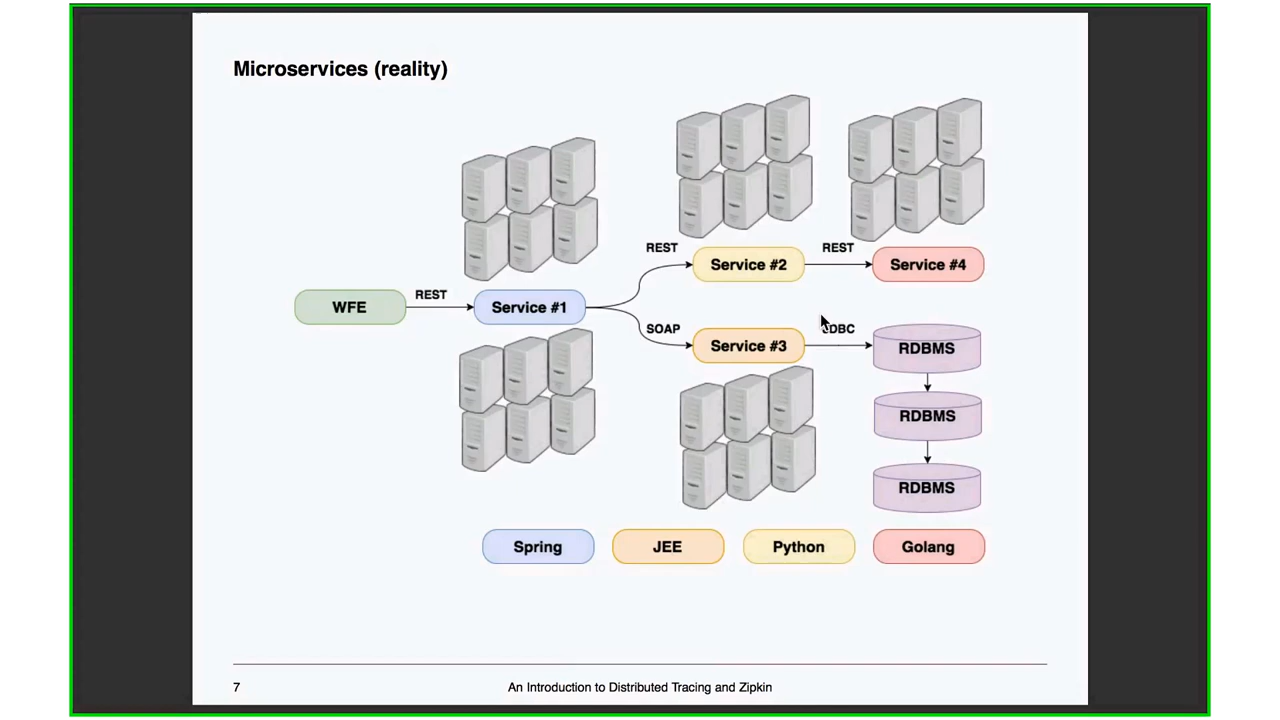 Microservices (reality)
REST
REST
Service #2
Service #4
REST
WFE
Service #1
SOAP
Service #3
RDBMS
RDBMS
RDBMS
Spring
JEE
Python
Golang
7
An Introduction to Distributed Tracing and Zipkin